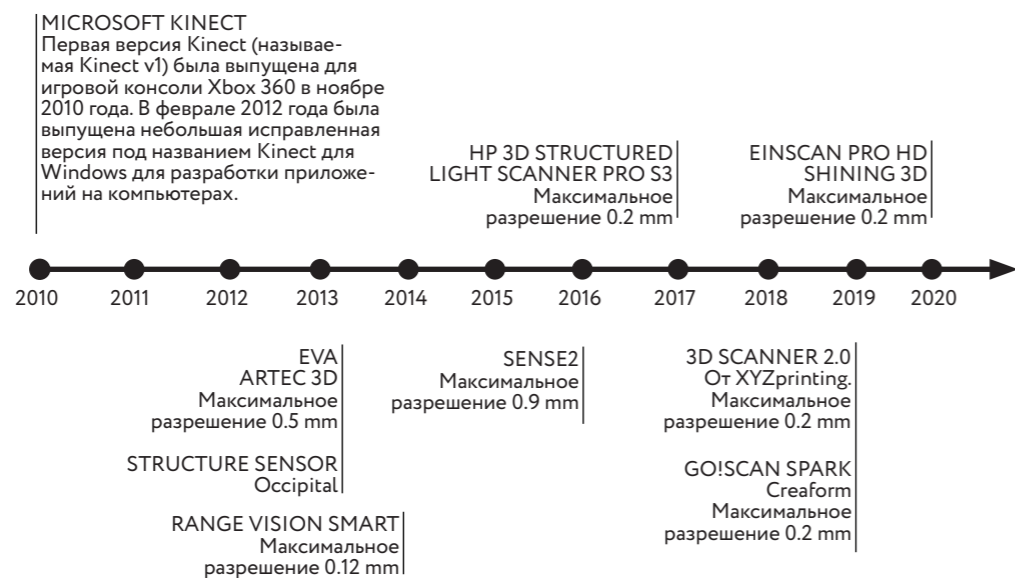 MICROSOFT KINECT
Первая версия Kinect (называе-
мая Kinect v1) была выпущена для
игровой консоли Xbox 360 в ноябре
2010 года. В феврале 2012 года была
выпущена небольшая исправленная
версия под названием Kinect для
Windows для разработки приложе-
ний на компьютерах.
HP 3D STRUCTURED
LIGHT SCANNER PRO S3
Максимальное
разрешение 0.2 mm
EINSCAN PRO HD
SHINING 3D
Максимальное
разрешение 0.2 mm
2010 2011 2012 2013 2014 2015 2016 2017 2018 2019 2020
EVA
ARTEC 3D
Максимальное
разрешение 0.5 mm
STRUCTURE SENSOR
Occipital
RANGE VISION SMART
Максимальное
разрешение 0.12 mm
SENSE2
Максимальное
разрешение 0.9 mm
3D SCANNER 2.0
От XYZprinting.
Максимальное
разрешение 0.2 mm
GO!SCAN SPARK
Creaform
Максимальное
разрешение 0.2 mm